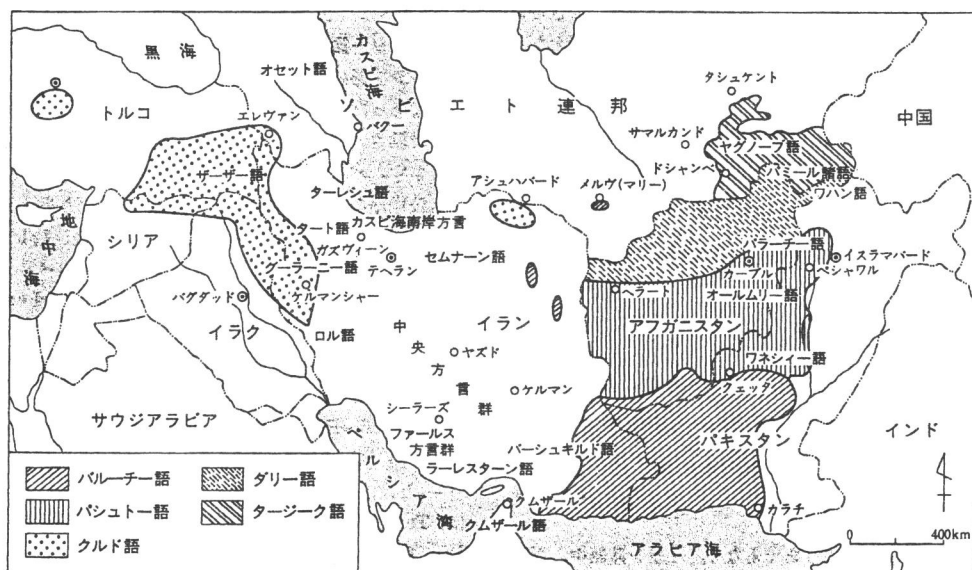 黒海
カスピ海
オセット語
ソビエト連邦
タシュケント
中国
トルコ
エレヴァン
バクー
サマルカンド
ヤグノーブ語
ドシャンベ
パミール諸語
ワハン語
ザーザー語
ターレシュ語
アシュハバード
メルヴ(マリー)
地中海
タート語
カスピ海南岸方言
シリア
ガズヴィーン
テヘラン
セムナーン語
パラーチー語
イスラマバード
カーブル
ペシャワル
グーラーニー語
ケルマンシャー
バグダッド
ヘラート
オールムリー語
イラク
ロル語
中央方言群
イラン
アフガニスタン
ヤズド
ワネシィー語
クェッタ
ケルマン
サウジアラビア
シーラーズ
ファールス
方言群
バーシュキルド語
パキスタン
インド
ペルシア湾
ラーレスターン語
クムザール
クムザール語
カラチ
アラビア海
バルーチー語
ダリー語
パシュトー語
タージーク語
クルド語
0 400km